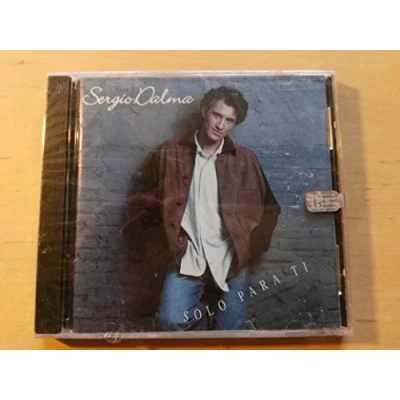 Sergio Dalma
SOLO PARA TI